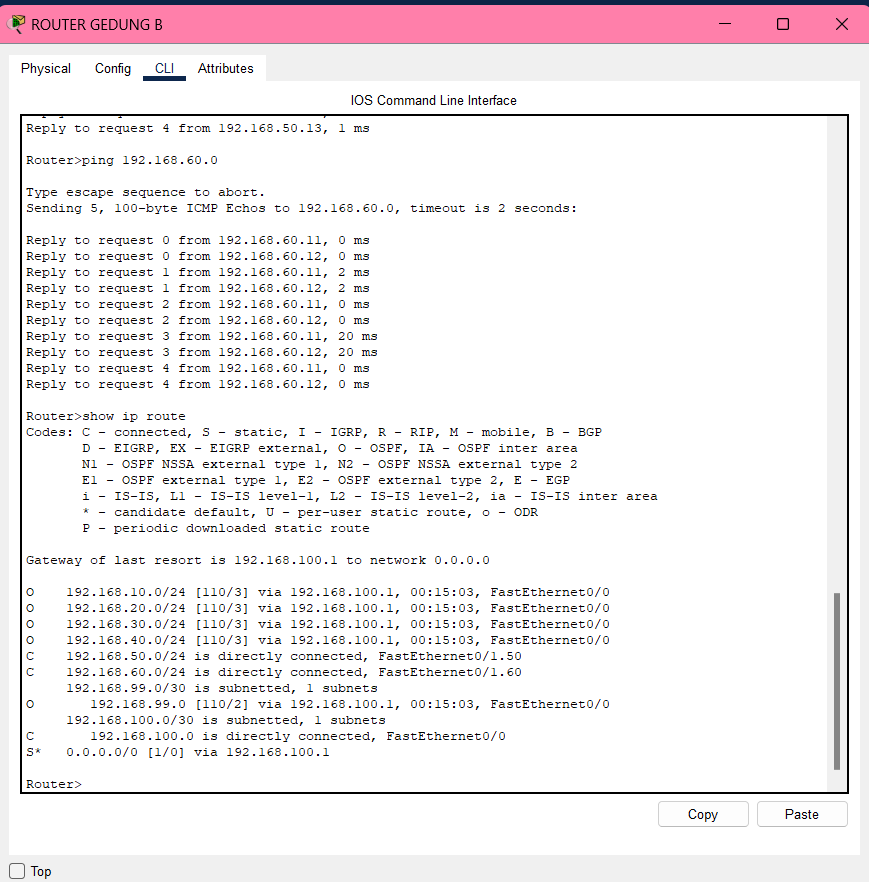 ROUTER GEDUNG B
Physical Config CLI Attributes
IOS Command Line Interface
Reply to request 4 from 192.168.50.13, 1 ms
Router>ping 192.168.60.0
Type escape sequence to abort.
Sending 5, 100-byte ICMP Echos to 192.168.60.0, timeout is 2 seconds:
Reply to request 0 from 192.168.60.11, 0 ms
Reply to request 0 from 192.168.60.12, 0 ms
Reply to request 1 from 192.168.60.11, 2 ms
Reply to request 1 from 192.168.60.12, 2 ms
Reply to request 2 from 192.168.60.11, 0 ms
Reply to request 2 from 192.168.60.12, 0 ms
Reply to request 3 from 192.168.60.11, 20 ms
Reply to request 3 from 192.168.60.12, 20 ms
Reply to request 4 from 192.168.60.11, 0 ms
Reply to request 4 from 192.168.60.12, 0 ms
Router>show ip route
Codes: C - connected, S - static, I - IGRP, R - RIP, M - mobile, B - BGP
D - EIGRP, EX - EIGRP external, O - OSPF, IA - OSPF inter area
N1 - OSPF NSSA external type 1, N2 - OSPF NSSA external type 2
E1 - OSPF external type 1, E2 - OSPF external type 2, E - EGP
i - IS-IS, L1 - IS-IS level-1, L2 - IS-IS level-2, ia - IS-IS inter area
* - candidate default, U - per-user static route, o - ODR
P - periodic downloaded static route
Gateway of last resort is 192.168.100.1 to network 0.0.0.0
O 192.168.10.0/24 [110/3] via 192.168.100.1, 00:15:03, FastEthernet0/0
O 192.168.20.0/24 [110/3] via 192.168.100.1, 00:15:03, FastEthernet0/0
O 192.168.30.0/24 [110/3] via 192.168.100.1, 00:15:03, FastEthernet0/0
O 192.168.40.0/24 [110/3] via 192.168.100.1, 00:15:03, FastEthernet0/0
C 192.168.50.0/24 is directly connected, FastEthernet0/1.50
C 192.168.60.0/24 is directly connected, FastEthernet0/1.60
192.168.99.0/30 is subnetted, 1 subnets
O 192.168.99.0 [110/2] via 192.168.100.1, 00:15:03, FastEthernet0/0
192.168.100.0/30 is subnetted, 1 subnets
C 192.168.100.0 is directly connected, FastEthernet0/0
S* 0.0.0.0/0 [1/0] via 192.168.100.1
Router>
Copy Paste
Top